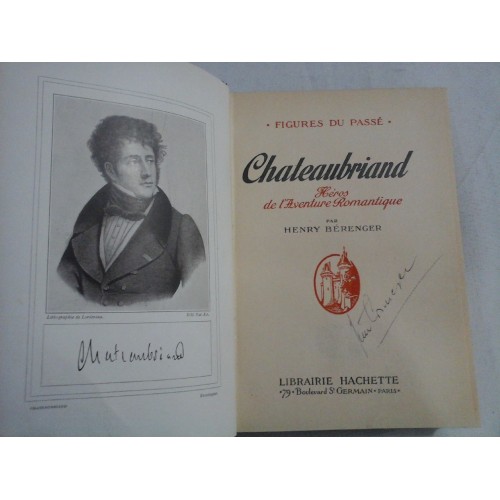 Chateaubriand
• FIGURES DU PASSÉ •
Chateaubriand
Héros
de l'Aventure Romantique
PAR
HENRY BÉRENGER
LIBRAIRIE HACHETTE
•79, Boulevard St GERMAIN • PARIS•